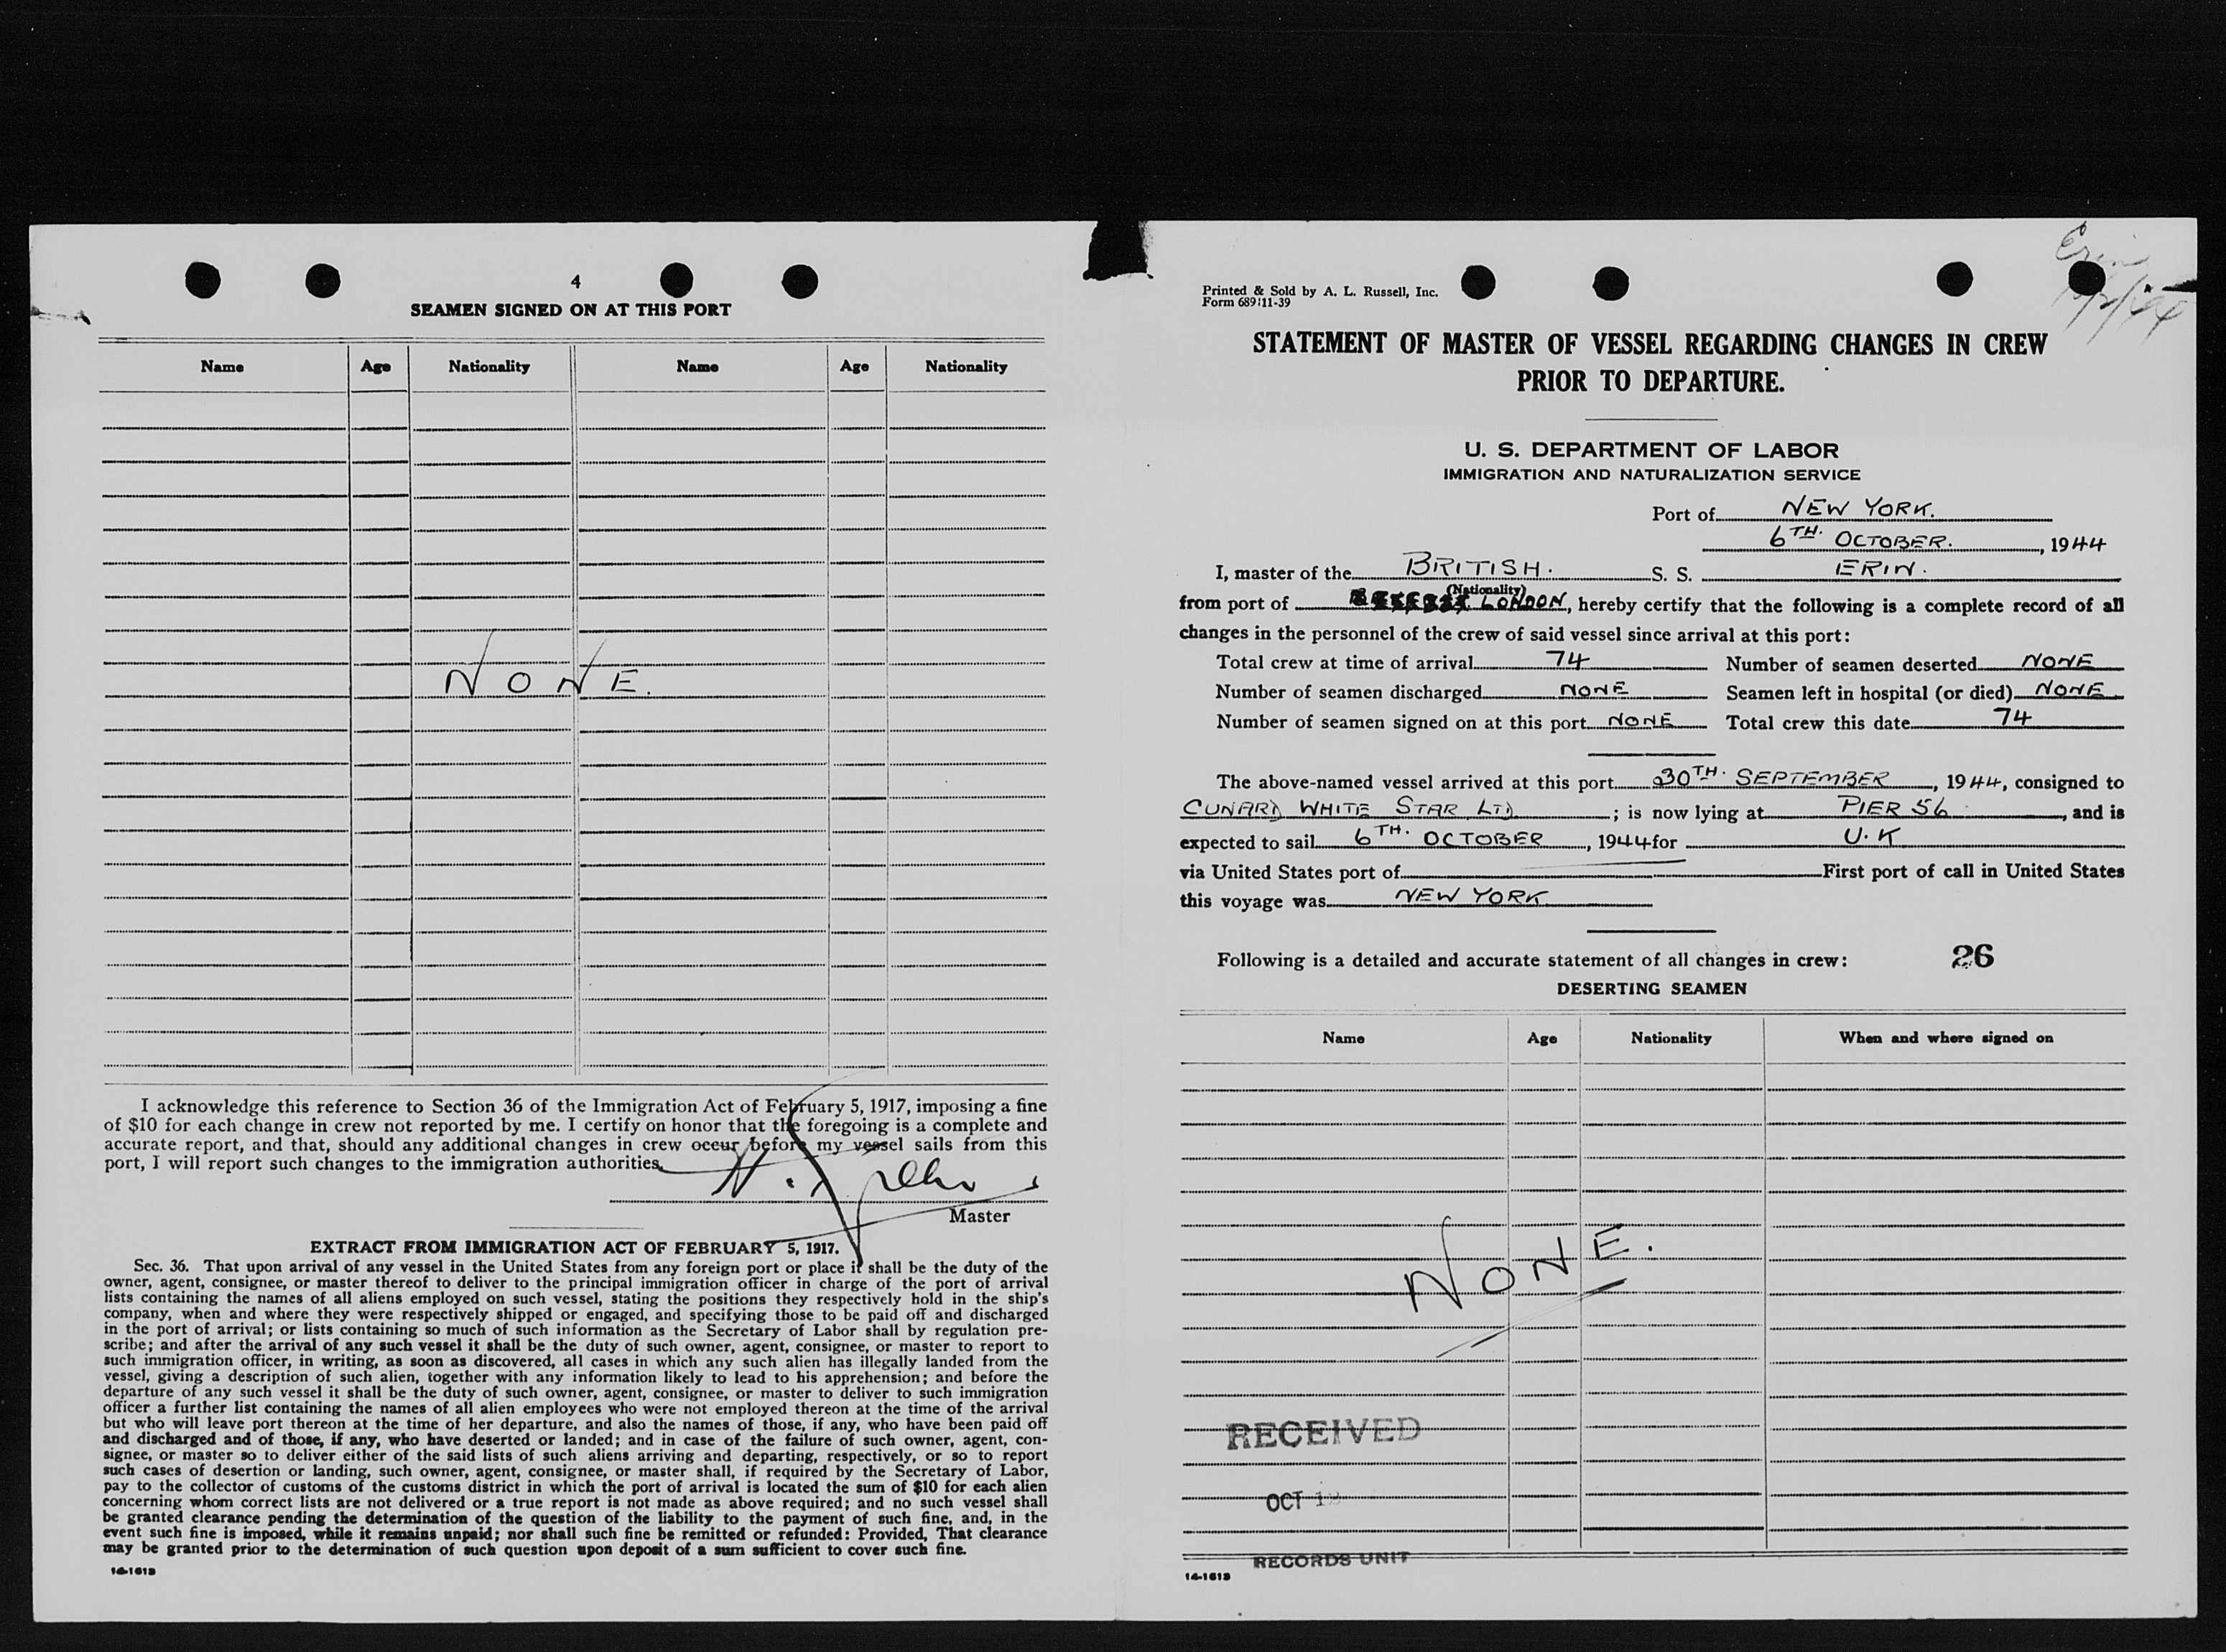 4
SEAMEN SIGNED ON AT THIS PORT
Name Age Nationality Name Age Nationality
NONE.
I acknowledge this reference to Section 36 of the Immigration Act of February 5, 1917, imposing a fine
of $10 for each change in crew not reported by me. I certify on honor that the foregoing is a complete and
accurate report, and that, should any additional changes in crew occur before my vessel sails from this
port, I will report such changes to the immigration authorities.
Master
EXTRACT FROM IMMIGRATION ACT OF FEBRUARY 5, 1917.
Sec. 36. That upon arrival of any vessel in the United States from any foreign port or place it shall be the duty of the
owner, agent, consignee, or master thereof to deliver to the principal immigration officer in charge of the port of arrival
lists containing the names of all aliens employed on such vessel, stating the positions they respectively hold in the ship's
company, when and where they were respectively shipped or engaged, and specifying those to be paid off and discharged
in the port of arrival; or lists containing so much of such information as the Secretary of Labor shall by regulation pre-
scribe; and after the arrival of any such vessel it shall be the duty of such owner, agent, consignee, or master to report to
such immigration officer, in writing, as soon as discovered, all cases in which any such alien has illegally landed from the
vessel, giving a description of such alien, together with any information likely to lead to his apprehension; and before the
departure of any such vessel it shall be the duty of such owner, agent, consignee, or master to deliver to such immigration
officer a further list containing the names of all alien employees who were not employed thereon at the time of the arrival
but who will leave port thereon at the time of her departure, and also the names of those, if any, who have been paid off
and discharged and of those, if any, who have deserted or landed; and in case of the failure of such owner, agent, con-
signee, or master so to deliver either of the said lists of such aliens arriving and departing, respectively, or so to report
such cases of desertion or landing, such owner, agent, consignee, or master shall, if required by the Secretary of Labor,
pay to the collector of customs of the customs district in which the port of arrival is located the sum of $10 for each alien
concerning whom correct lists are not delivered or a true report is not made as above required; and no such vessel shall
be granted clearance pending the determination of the question of the liability to the payment of such fine, and, in the
event such fine is imposed, while it remains unpaid; nor shall such fine be remitted or refunded: Provided, That clearance
may be granted prior to the determination of such question upon deposit of a sum sufficient to cover such fine.
14-1613
Erin
Printed & Sold by A. L. Russell, Inc.
Form 689:11-39
STATEMENT OF MASTER OF VESSEL REGARDING CHANGES IN CREW
PRIOR TO DEPARTURE.
U. S. DEPARTMENT OF LABOR
IMMIGRATION AND NATURALIZATION SERVICE
Port of NEW YORK.
6TH. OCTOBER. , 1944
I, master of the BRITISH. S. S. ERIN.
(Nationality)
from port of LONDON, hereby certify that the following is a complete record of all
changes in the personnel of the crew of said vessel since arrival at this port:
Total crew at time of arrival 74 Number of seamen deserted NONE
Number of seamen discharged NONE Seamen left in hospital (or died) NONE
Number of seamen signed on at this port NONE Total crew this date 74
The above-named vessel arrived at this port 30TH. SEPTEMBER , 1944, consigned to
CUNARD WHITE STAR LTD ; is now lying at PIER 56 , and is
expected to sail 6TH. OCTOBER , 1944 for U.K
via United States port of First port of call in United States
this voyage was NEW YORK
Following is a detailed and accurate statement of all changes in crew: 26
DESERTING SEAMEN
Name Age Nationality When and where signed on
NONE.
RECEIVED
OCT
RECORDS UNIT
14-1613